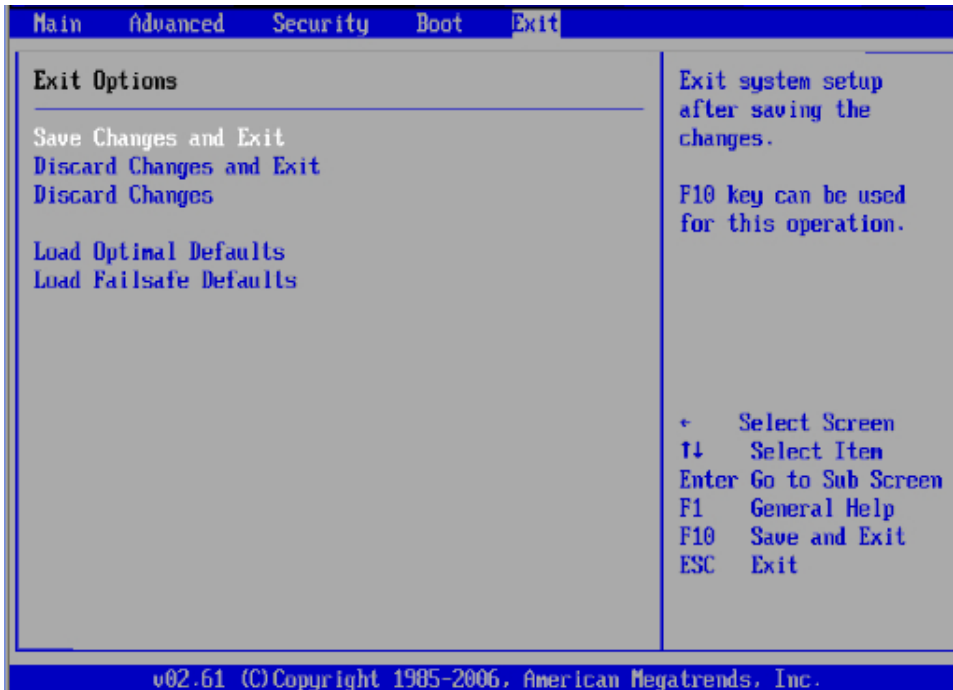 Main Advanced Security Boot Exit
Exit Options
Save Changes and Exit
Discard Changes and Exit
Discard Changes
Load Optimal Defaults
Load Failsafe Defaults
Exit system setup
after saving the
changes.
F10 key can be used
for this operation.
← Select Screen
↑↓ Select Item
Enter Go to Sub Screen
F1 General Help
F10 Save and Exit
ESC Exit
v02.61 (C)Copyright 1985-2006, American Megatrends, Inc.